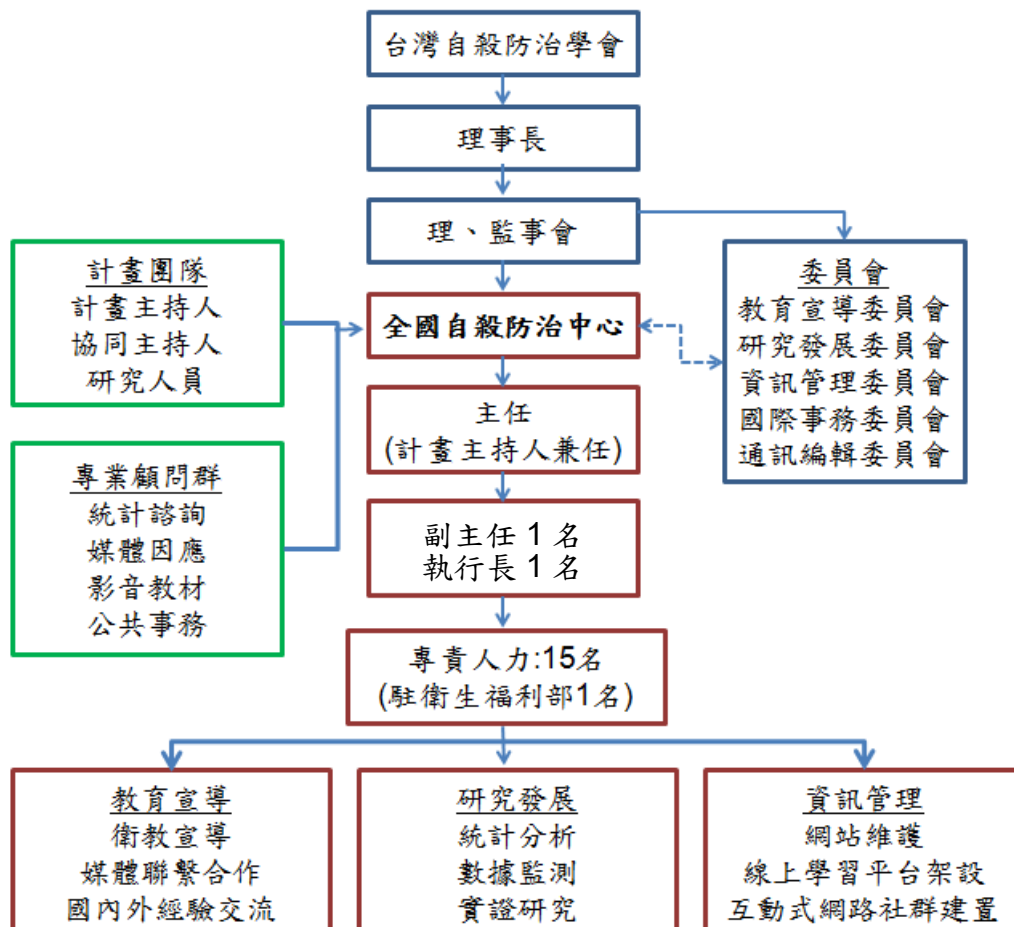 台灣自殺防治學會
理事長
理、監事會
計畫團隊
計畫主持人
協同主持人
研究人員
委員會
教育宣導委員會
研究發展委員會
資訊管理委員會
國際事務委員會
通訊編輯委員會
全國自殺防治中心
主任
(計畫主持人兼任)
專業顧問群
統計諮詢
媒體因應
影音教材
公共事務
副主任 1 名
執行長 1 名
專責人力:15名
(駐衛生福利部1名)
教育宣導
衛教宣導
媒體聯繫合作
國內外經驗交流
研究發展
統計分析
數據監測
實證研究
資訊管理
網站維護
線上學習平台架設
互動式網路社群建置